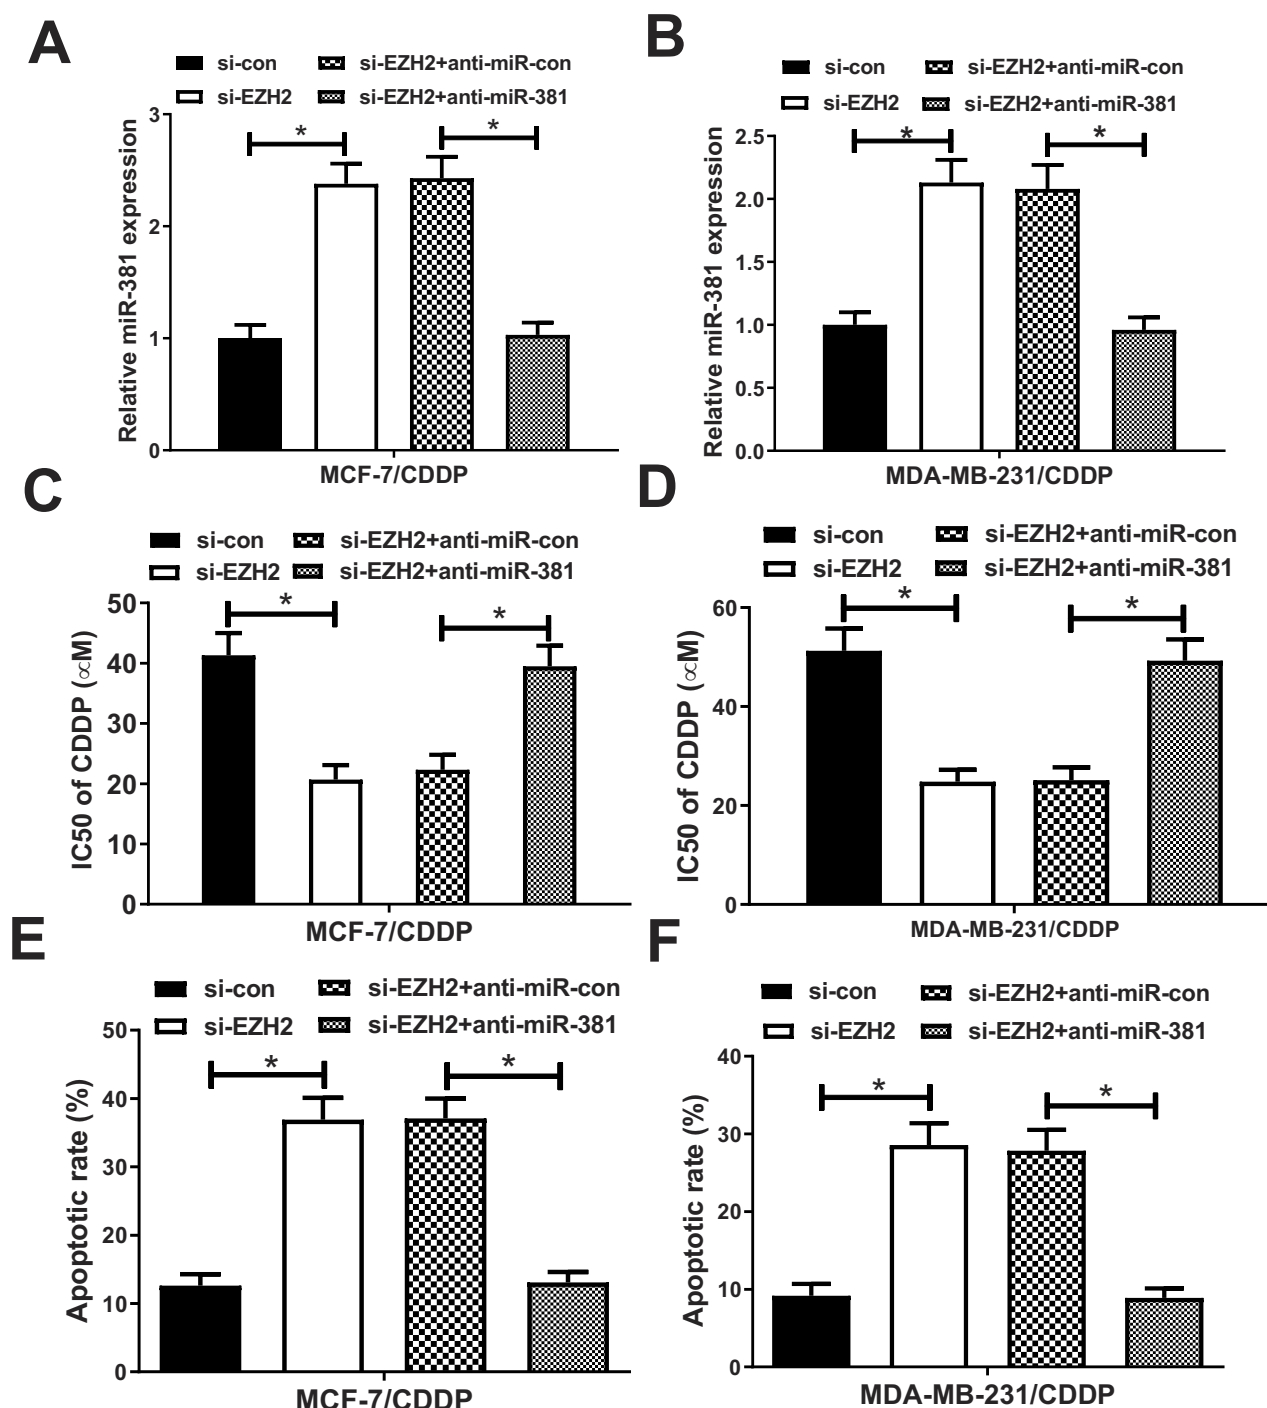 A
si-con si-EZH2+anti-miR-con
si-EZH2 si-EZH2+anti-miR-381
Relative miR-381 expression
3
2
1
0
* *
MCF-7/CDDP
B
si-con si-EZH2+anti-miR-con
si-EZH2 si-EZH2+anti-miR-381
Relative miR-381 expression
2.5
2.0
1.5
1.0
0.5
0.0
* *
MDA-MB-231/CDDP
C
si-con si-EZH2+anti-miR-con
si-EZH2 si-EZH2+anti-miR-381
IC50 of CDDP (∝M)
50
40
30
20
10
0
* *
MCF-7/CDDP
D
si-con si-EZH2+anti-miR-con
si-EZH2 si-EZH2+anti-miR-381
IC50 of CDDP (∝M)
60
40
20
0
* *
MDA-MB-231/CDDP
E
si-con si-EZH2+anti-miR-con
si-EZH2 si-EZH2+anti-miR-381
Apoptotic rate (%)
50
40
30
20
10
0
* *
MCF-7/CDDP
F
si-con si-EZH2+anti-miR-con
si-EZH2 si-EZH2+anti-miR-381
Apoptotic rate (%)
40
30
20
10
0
* *
MDA-MB-231/CDDP